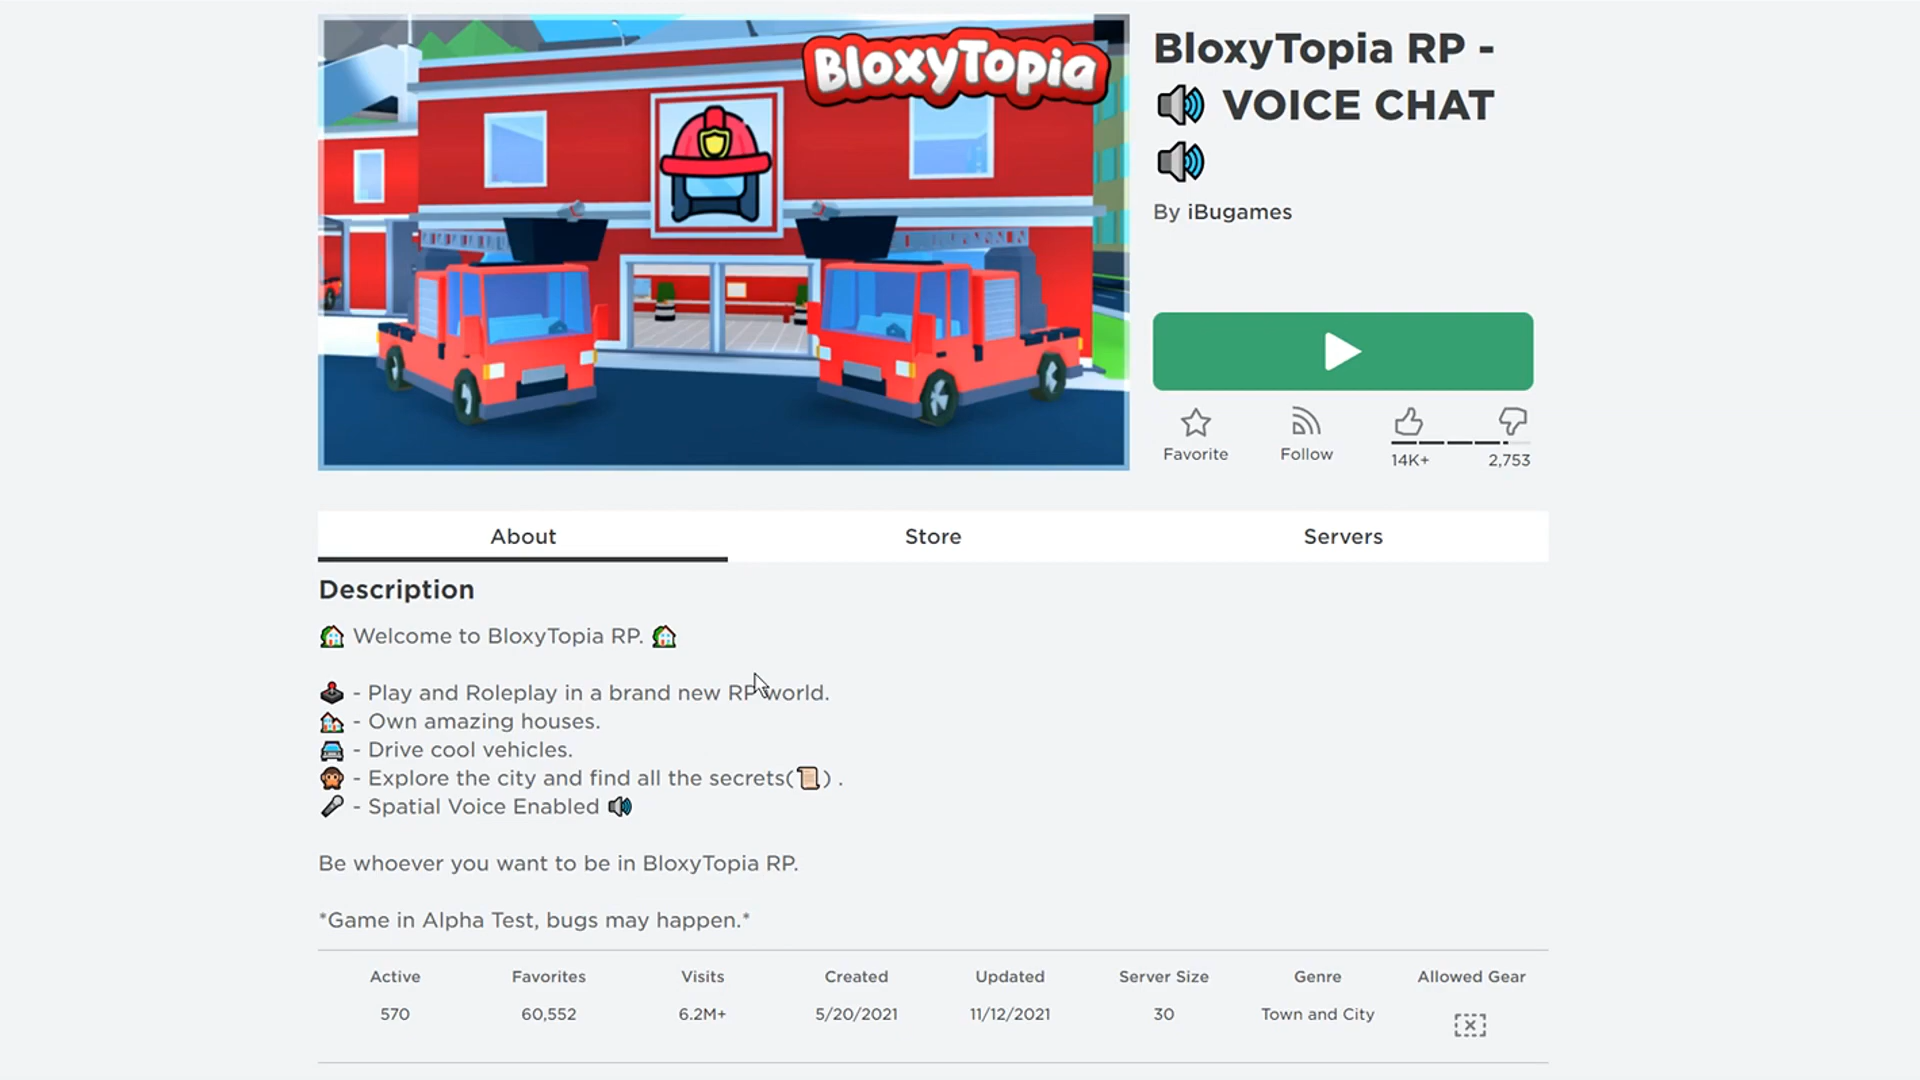 BloxyTopia
BloxyTopia RP -
🔊 VOICE CHAT
🔊
By iBugames
Favorite
Follow
14K+
2,753
About
Store
Servers
Description
🏡 Welcome to BloxyTopia RP. 🏡
🕹️ - Play and Roleplay in a brand new RP world.
🏘️ - Own amazing houses.
🚘 - Drive cool vehicles.
🙊 - Explore the city and find all the secrets(📜) .
🎤 - Spatial Voice Enabled 🔊
Be whoever you want to be in BloxyTopia RP.
*Game in Alpha Test, bugs may happen.*
Active
Favorites
Visits
Created
Updated
Server Size
Genre
Allowed Gear
570
60,552
6.2M+
5/20/2021
11/12/2021
30
Town and City